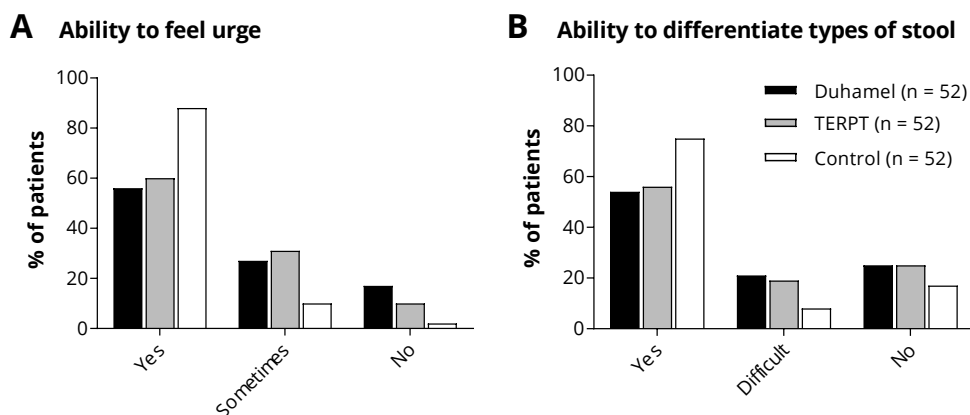 A Ability to feel urge
100
80
60
40
20
0
% of patients
Yes
Sometimes
No
B Ability to differentiate types of stool
100
80
60
40
20
0
% of patients
Yes
Difficult
No
Duhamel (n = 52)
TERPT (n = 52)
Control (n = 52)